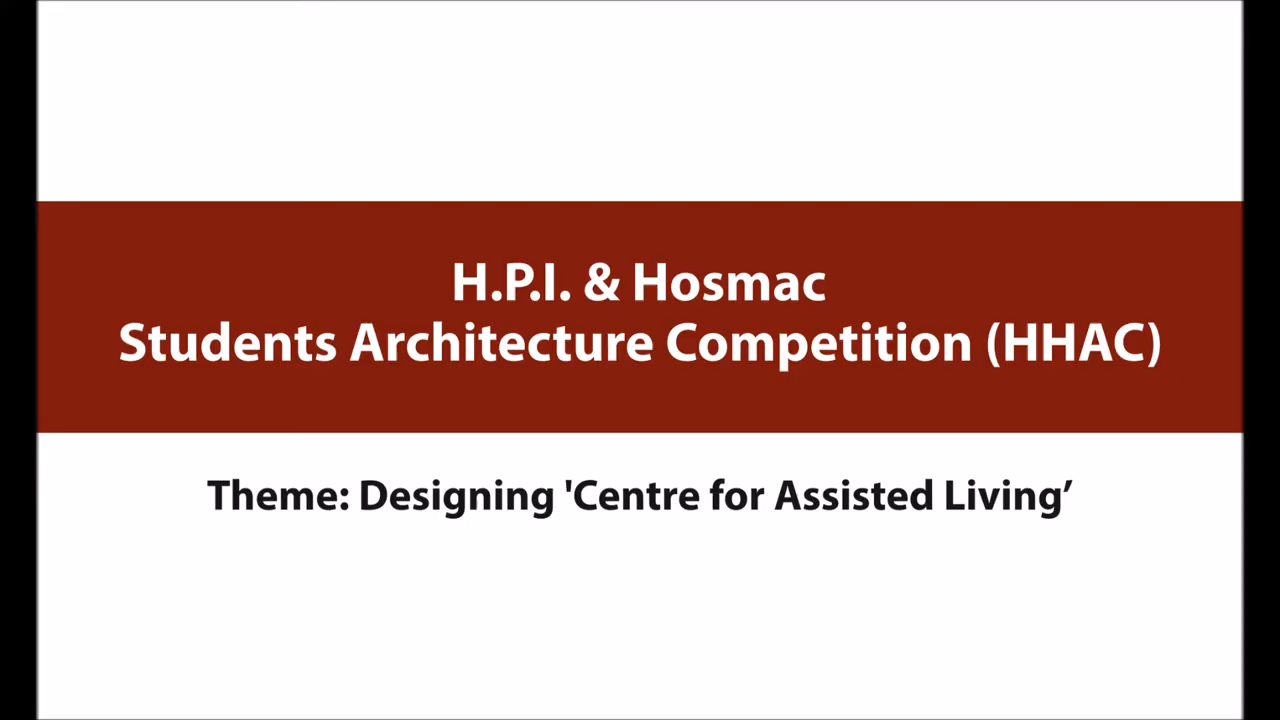 H.P.I. & Hosmac
Students Architecture Competition (HHAC)
Theme: Designing 'Centre for Assisted Living’